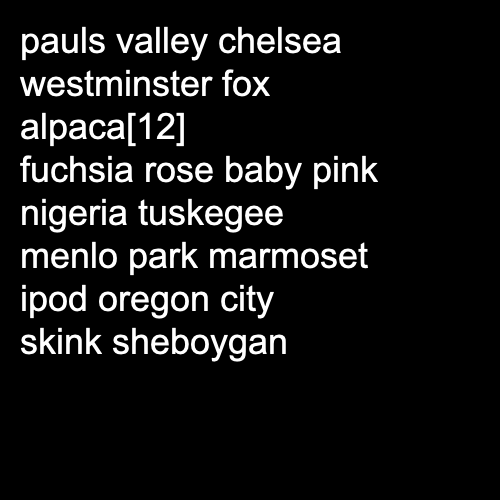 pauls valley chelsea
westminster fox
alpaca[12]
fuchsia rose baby pink
nigeria tuskegee
menlo park marmoset
ipod oregon city
skink sheboygan